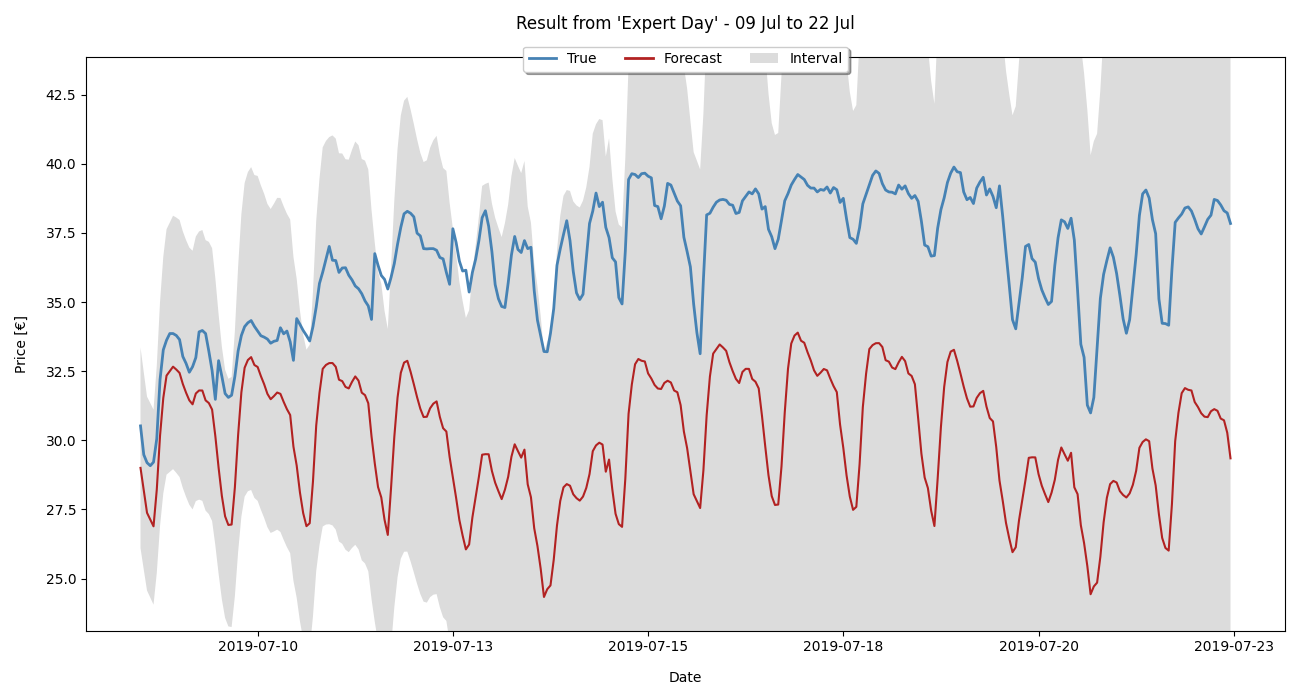 Result from 'Expert Day' - 09 Jul to 22 Jul
True Forecast Interval
42.5
40.0
37.5
35.0
32.5
30.0
27.5
25.0
Price [€]
2019-07-10 2019-07-13 2019-07-15 2019-07-18 2019-07-20 2019-07-23
Date